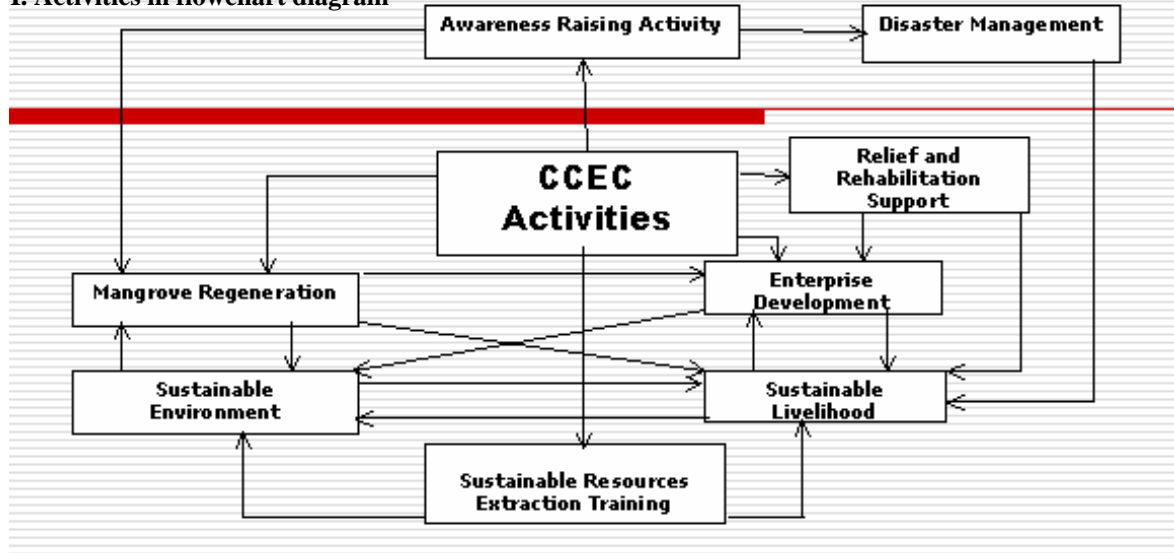 1. Activities in flowchart diagram
Awareness Raising Activity
Disaster Management
CCEC
Activities
Relief and
Rehabilitation
Support
Mangrove Regeneration
Enterprise
Development
Sustainable
Environment
Sustainable
Livelihood
Sustainable Resources
Extraction Training